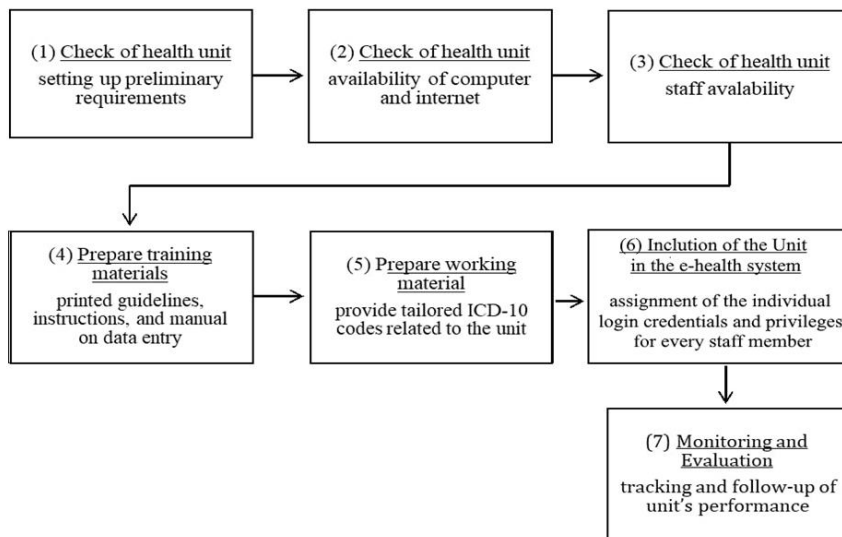 (1) Check of health unit
setting up preliminary
requirements
(2) Check of health unit
availability of computer
and internet
(3) Check of health unit
staff avalability
(4) Prepare training
materials
printed guidelines,
instructions, and manual
on data entry
(5) Prepare working
material
provide tailored ICD-10
codes related to the unit
(6) Inclution of the Unit
in the e-health system
assignment of the individual
login credentials and privileges
for every staff member
(7) Monitoring and
Evaluation
tracking and follow-up of
unit's performance